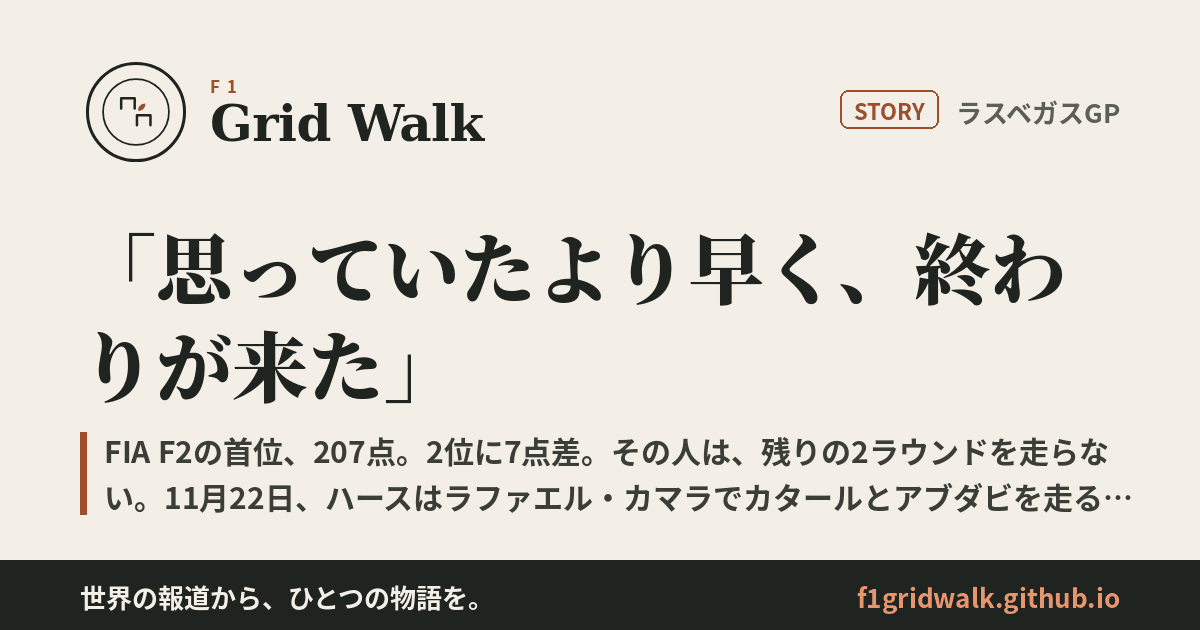 F1
Grid Walk
STORY ラスベガスGP
「思っていたより早く、終わ
りが来た」
FIA F2の首位、207点。2位に7点差。その人は、残りの2ラウンドを走らな
い。11月22日、ハースはラファエル・カマラでカタールとアブダビを走る…
世界の報道から、ひとつの物語を。
f1gridwalk.github.io